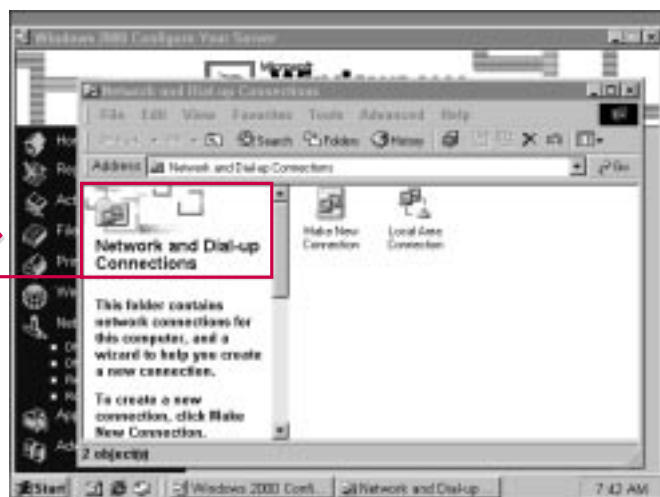 Windows 2000 Configure Your Server
Microsoft
Network and Dial-up Connections
File Edit View Favorites Tools Advanced Help
Search Folders History
Address Network and Dial-up Connections Go
Network and Dial-up
Connections
This folder contains
network connections for
this computer, and a
wizard to help you create
a new connection.
To create a new
connection, click Make
New Connection.
Make New
Connection
Local Area
Connection
2 object(s)
Start Windows 2000 Confi... Network and Dial-up ... 7:43 AM